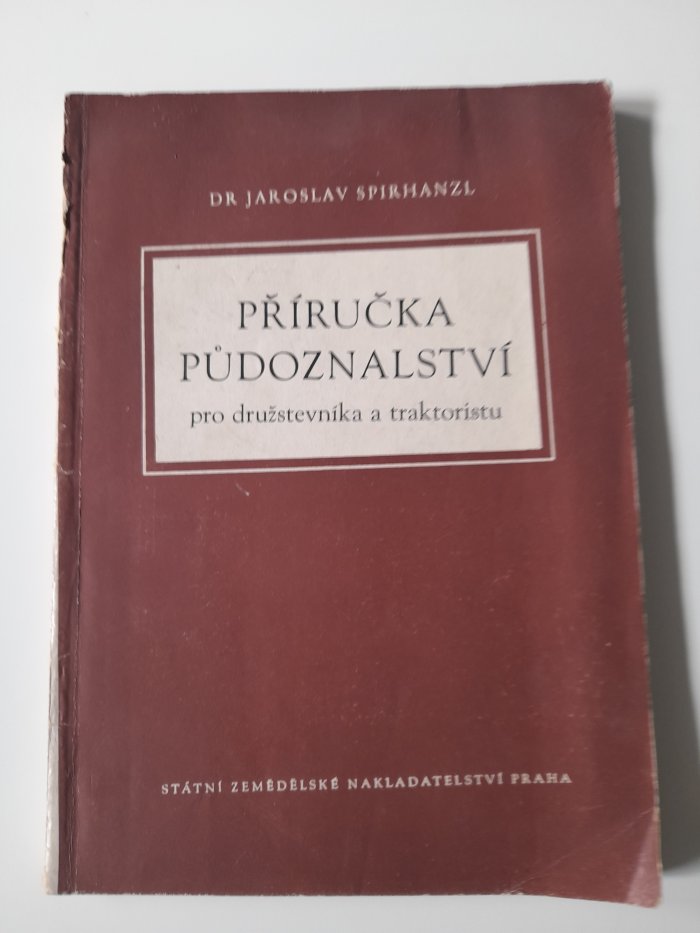 DR JAROSLAV SPIRHANZL
PŘÍRUČKA
PŮDOZNALSTVÍ
pro družstevníka a traktoristu
STÁTNÍ ZEMĚDĚLSKÉ NAKLADATELSTVÍ PRAHA